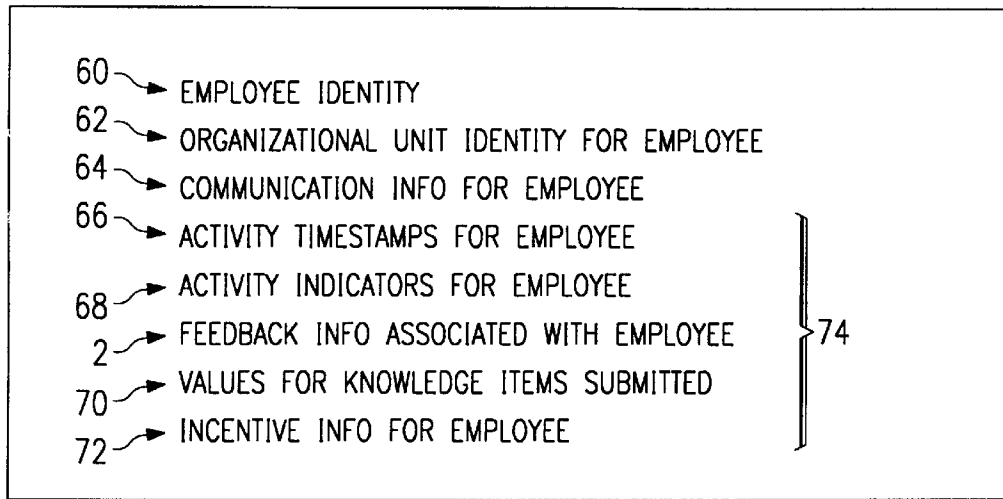 60 EMPLOYEE IDENTITY
62 ORGANIZATIONAL UNIT IDENTITY FOR EMPLOYEE
64 COMMUNICATION INFO FOR EMPLOYEE
66 ACTIVITY TIMESTAMPS FOR EMPLOYEE
68 ACTIVITY INDICATORS FOR EMPLOYEE
2 FEEDBACK INFO ASSOCIATED WITH EMPLOYEE
70 VALUES FOR KNOWLEDGE ITEMS SUBMITTED
72 INCENTIVE INFO FOR EMPLOYEE
74